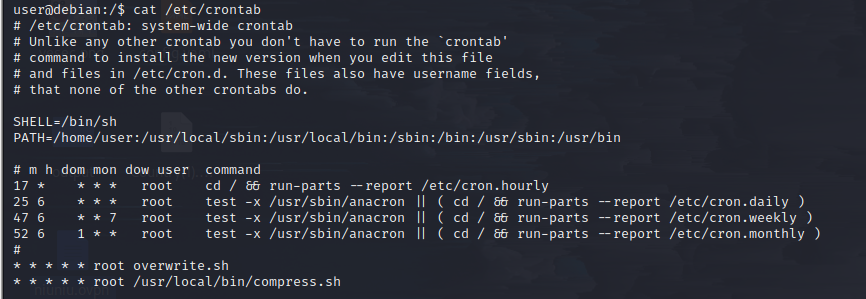 user@debian:/$ cat /etc/crontab
# /etc/crontab: system-wide crontab
# Unlike any other crontab you don't have to run the `crontab'
# command to install the new version when you edit this file
# and files in /etc/cron.d. These files also have username fields,
# that none of the other crontabs do.

SHELL=/bin/sh
PATH=/home/user:/usr/local/sbin:/usr/local/bin:/sbin:/bin:/usr/sbin:/usr/bin

# m h dom mon dow user  command
17 *    * * *   root    cd / && run-parts --report /etc/cron.hourly
25 6    * * *   root    test -x /usr/sbin/anacron || ( cd / && run-parts --report /etc/cron.daily )
47 6    * * 7   root    test -x /usr/sbin/anacron || ( cd / && run-parts --report /etc/cron.weekly )
52 6    1 * *   root    test -x /usr/sbin/anacron || ( cd / && run-parts --report /etc/cron.monthly )
#
* * * * * root overwrite.sh
* * * * * root /usr/local/bin/compress.sh